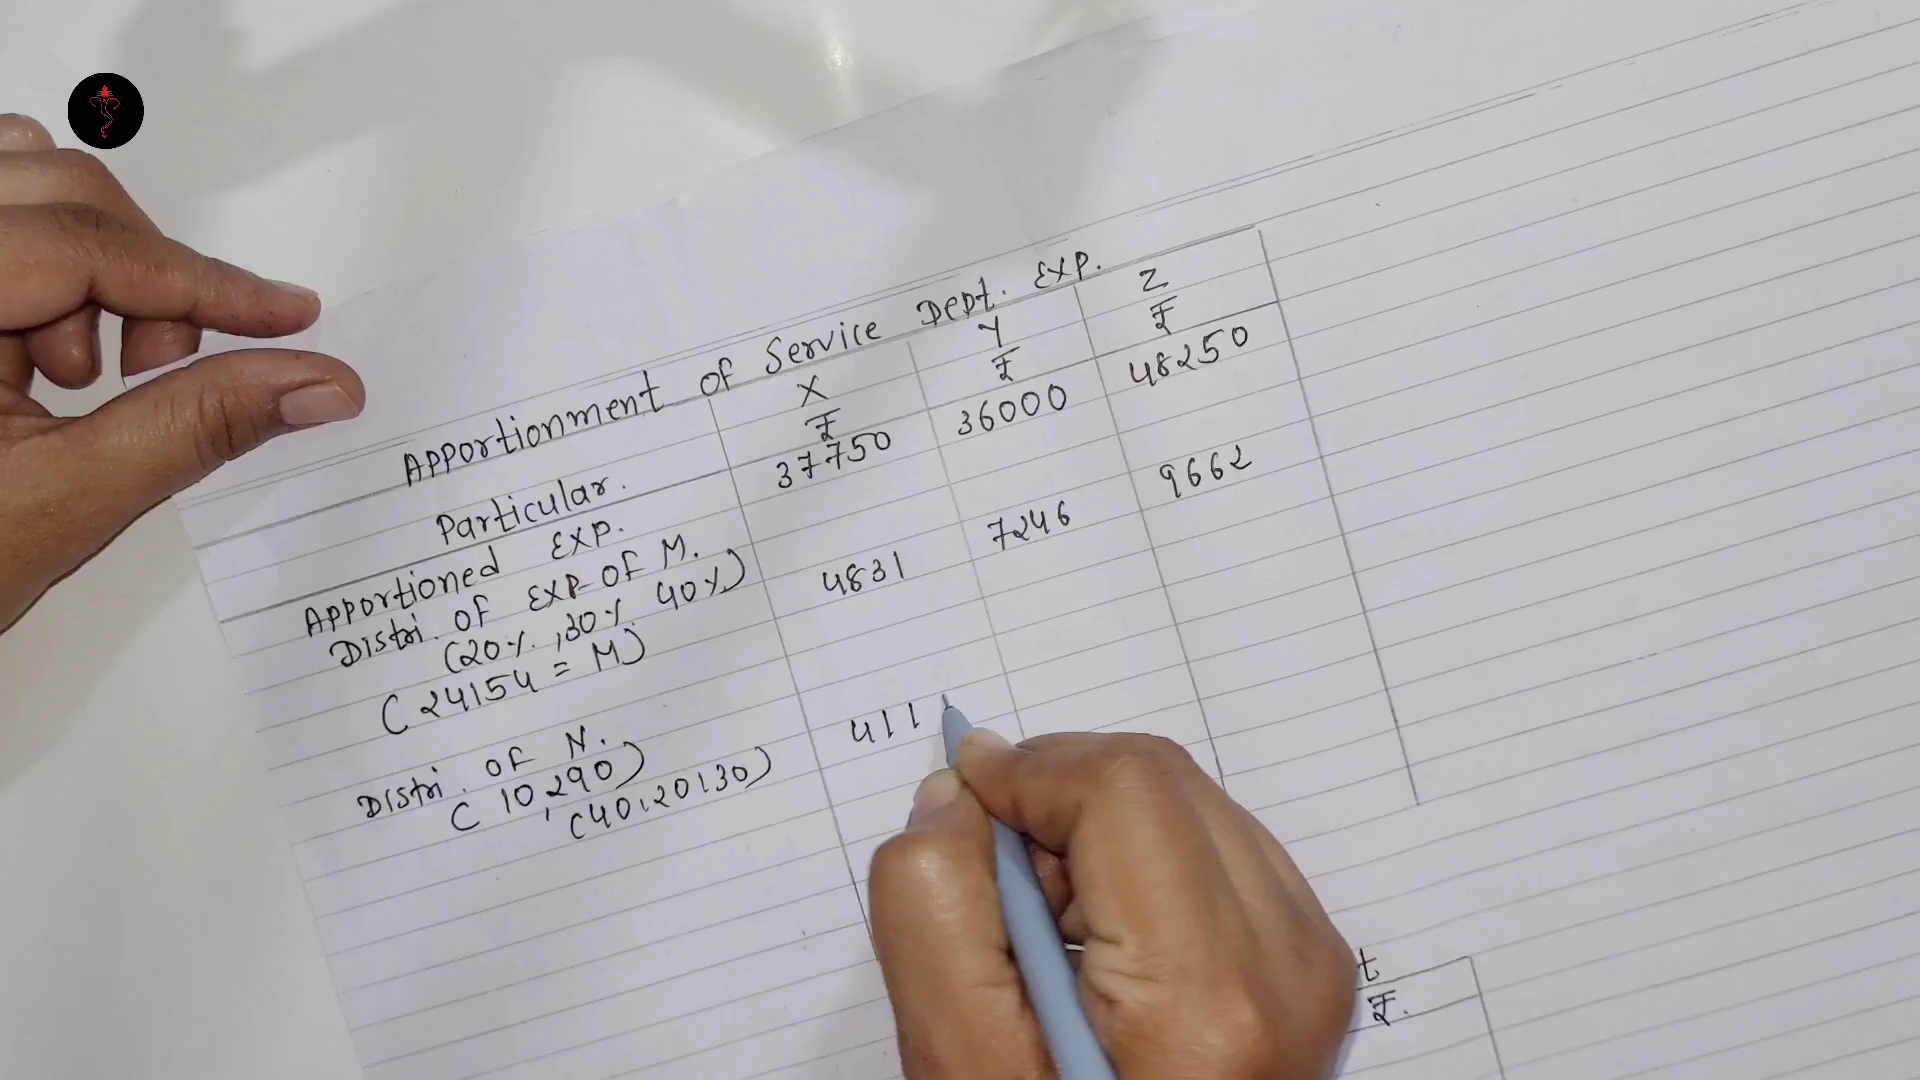 Apportionment of Service Dept. Exp.
Particular. X Y Z
₹ ₹ ₹
Apportioned Exp. 37750 36000 48250
Distri. of Exp of M.
(20%, 30% 40%) 4831 7246 9662
(24154 = M)
Distri. of N.
(10,290) 411
(40,20,30)
t
₹.